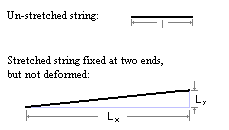 Un-stretched string:
l
Stretched string fixed at two ends,
but not deformed:
Ly
Lx